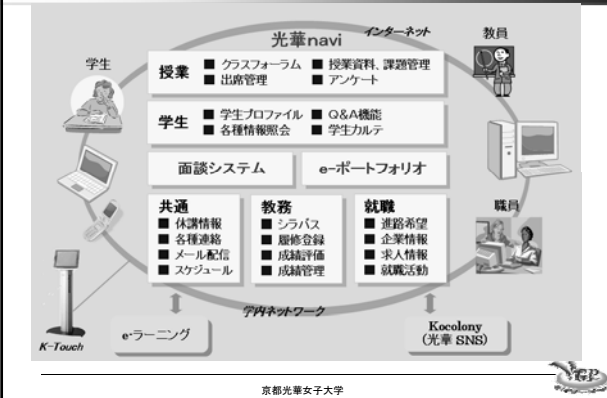 インターネット
光華navi
教員
学生
授業
■ クラスフォーラム ■ 授業資料、課題管理
■ 出席管理 ■ アンケート
学生
■ 学生プロファイル ■ Q&A機能
■ 各種情報照会 ■ 学生カルテ
面談システム
e-ポートフォリオ
共通
■ 休講情報
■ 各種連絡
■ メール配信
■ スケジュール
教務
■ シラバス
■ 履修登録
■ 成績評価
■ 成績管理
就職
■ 進路希望
■ 企業情報
■ 求人情報
■ 就職活動
職員
学内ネットワーク
K-Touch
e-ラーニング
Kocolony
(光華 SNS)
京都光華女子大学
GP